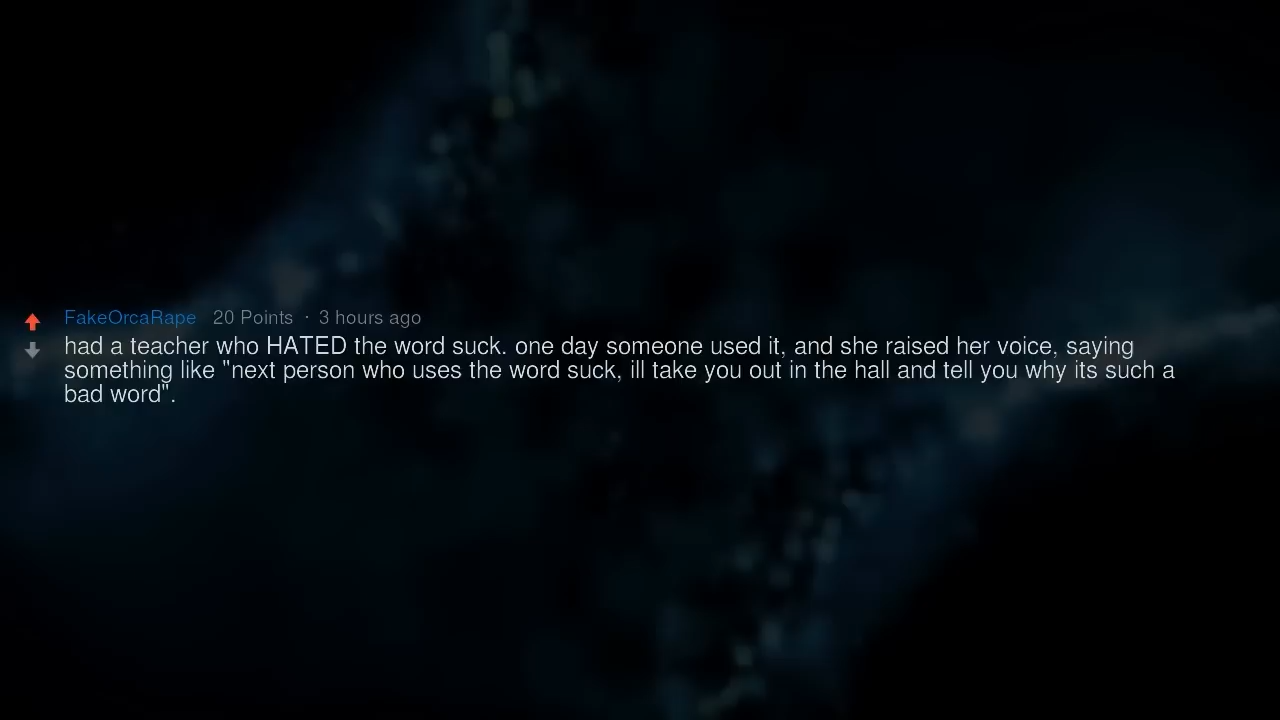 FakeOrcaRape 20 Points · 3 hours ago
had a teacher who HATED the word suck. one day someone used it, and she raised her voice, saying
something like "next person who uses the word suck, ill take you out in the hall and tell you why its such a
bad word".